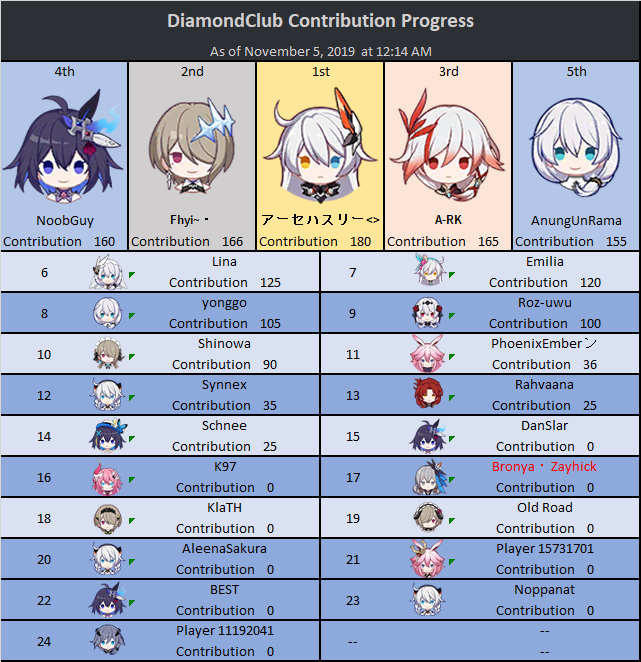 DiamondClub Contribution Progress
As of November 5, 2019 at 12:14 AM
4th
NoobGuy
Contribution 160
2nd
Fhyi~・
Contribution 166
1st
アーセハスリー<>
Contribution 180
3rd
A-RK
Contribution 165
5th
AnungUnRama
Contribution 155
6
Lina
Contribution 125
7
Emilia
Contribution 120
8
yonggo
Contribution 105
9
Roz-uwu
Contribution 100
10
Shinowa
Contribution 90
11
PhoenixEmberン
Contribution 36
12
Synnex
Contribution 35
13
Rahvaana
Contribution 25
14
Schnee
Contribution 25
15
DanSlar
Contribution 0
16
K97
Contribution 0
17
Bronya・Zayhick
Contribution 0
18
KlaTH
Contribution 0
19
Old Road
Contribution 0
20
AleenaSakura
Contribution 0
21
Player 15731701
Contribution 0
22
BEST
Contribution 0
23
Noppanat
Contribution 0
24
Player 11192041
Contribution 0
--
--
--